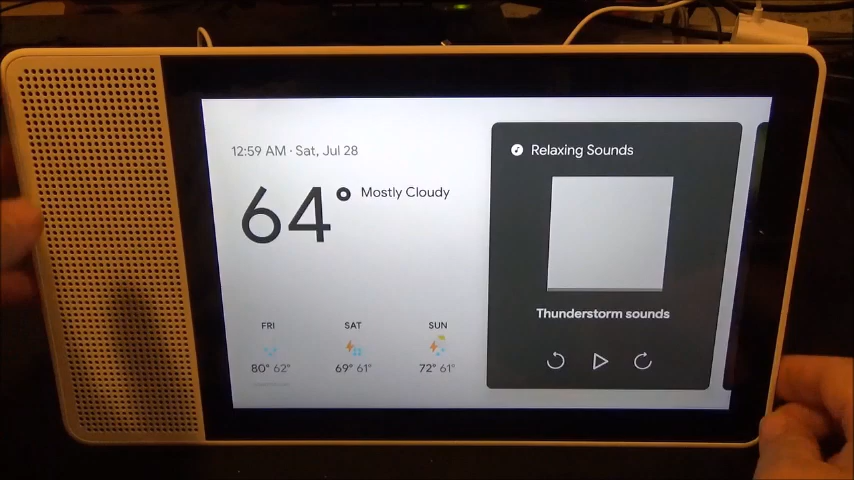 12:59 AM · Sat, Jul 28
64° Mostly Cloudy
FRI SAT SUN
80° 62° 69° 61° 72° 61°
Relaxing Sounds
Thunderstorm sounds